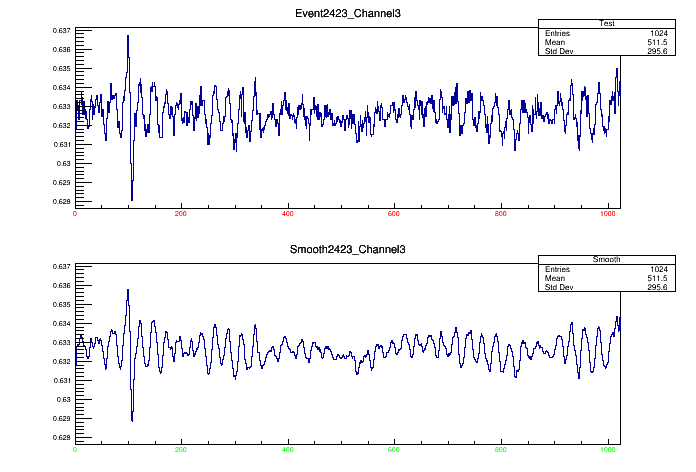 Event2423_Channel3
Test
Entries 1024
Mean 511.5
Std Dev 295.6
0.637
0.636
0.635
0.634
0.633
0.632
0.631
0.63
0.629
0.628
0 200 400 600 800 1000
Smooth2423_Channel3
Smooth
Entries 1024
Mean 511.5
Std Dev 295.6
0.637
0.636
0.635
0.634
0.633
0.632
0.631
0.63
0.629
0.628
0 200 400 600 800 1000